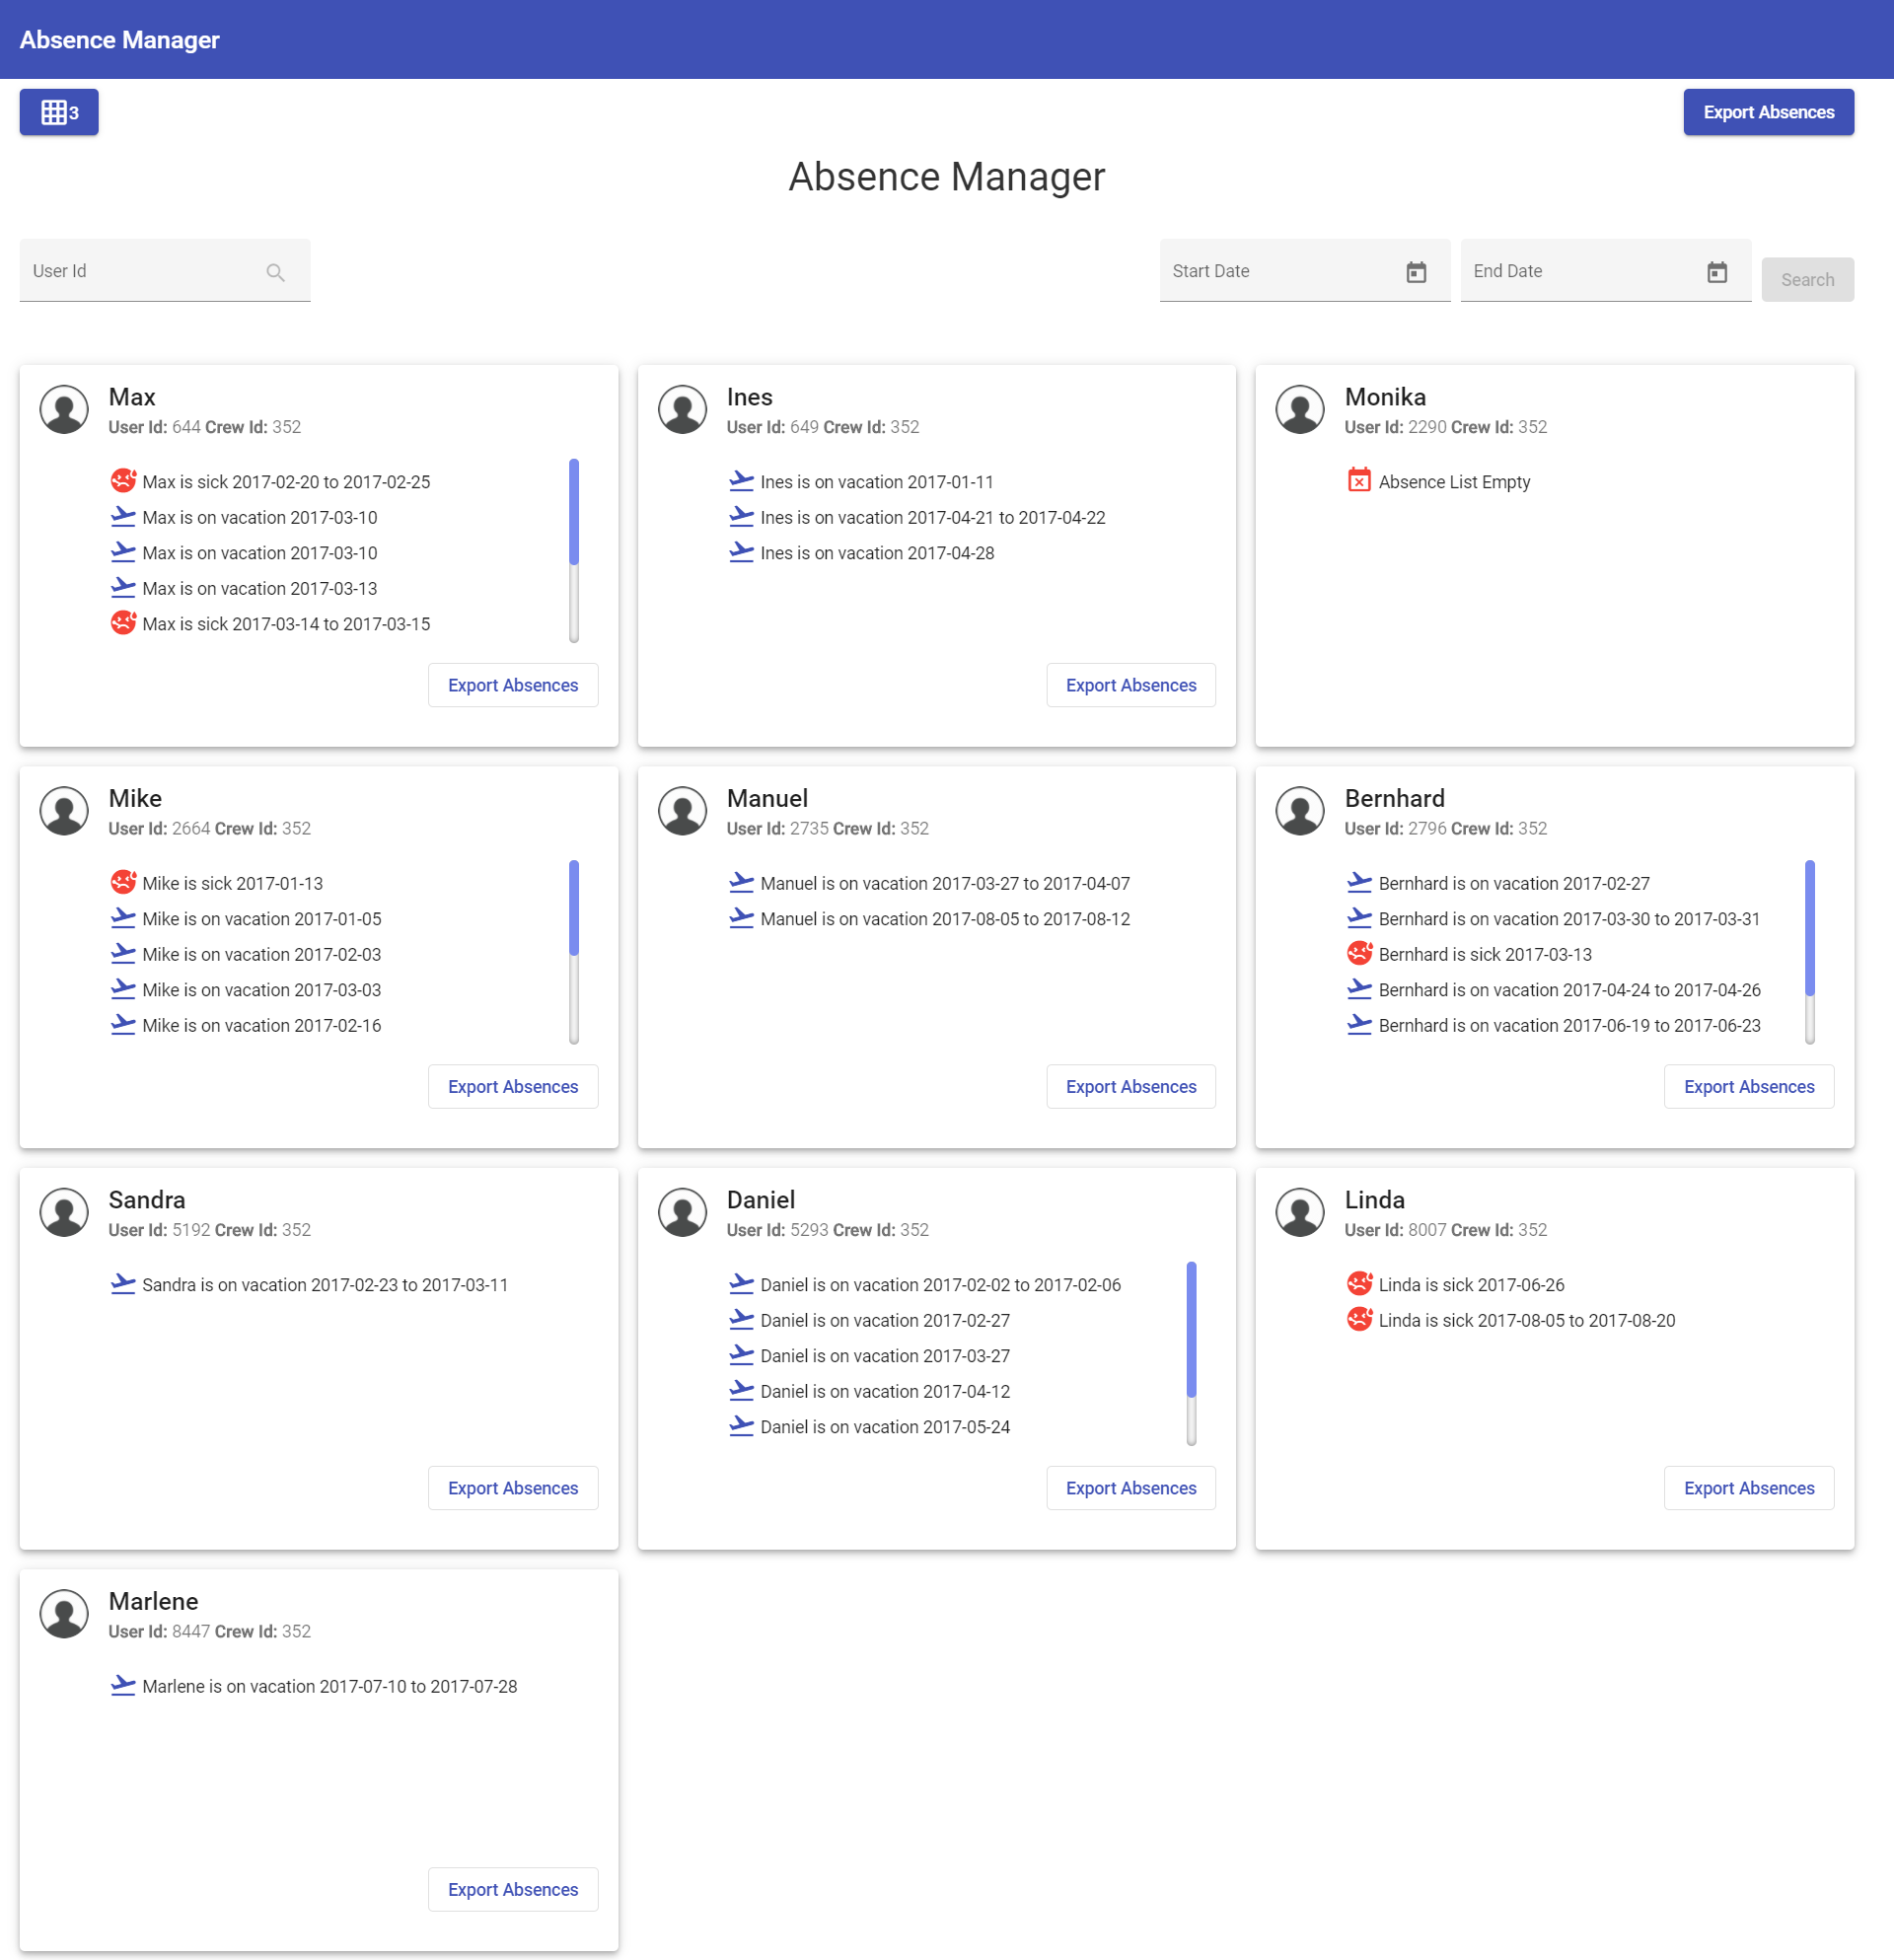 Absence Manager
3
Export Absences
Absence Manager
User Id
Start Date
End Date
Search
Max
User Id: 644 Crew Id: 352
Max is sick 2017-02-20 to 2017-02-25
Max is on vacation 2017-03-10
Max is on vacation 2017-03-10
Max is on vacation 2017-03-13
Max is sick 2017-03-14 to 2017-03-15
Export Absences
Ines
User Id: 649 Crew Id: 352
Ines is on vacation 2017-01-11
Ines is on vacation 2017-04-21 to 2017-04-22
Ines is on vacation 2017-04-28
Export Absences
Monika
User Id: 2290 Crew Id: 352
Absence List Empty
Mike
User Id: 2664 Crew Id: 352
Mike is sick 2017-01-13
Mike is on vacation 2017-01-05
Mike is on vacation 2017-02-03
Mike is on vacation 2017-03-03
Mike is on vacation 2017-02-16
Export Absences
Manuel
User Id: 2735 Crew Id: 352
Manuel is on vacation 2017-03-27 to 2017-04-07
Manuel is on vacation 2017-08-05 to 2017-08-12
Export Absences
Bernhard
User Id: 2796 Crew Id: 352
Bernhard is on vacation 2017-02-27
Bernhard is on vacation 2017-03-30 to 2017-03-31
Bernhard is sick 2017-03-13
Bernhard is on vacation 2017-04-24 to 2017-04-26
Bernhard is on vacation 2017-06-19 to 2017-06-23
Export Absences
Sandra
User Id: 5192 Crew Id: 352
Sandra is on vacation 2017-02-23 to 2017-03-11
Export Absences
Daniel
User Id: 5293 Crew Id: 352
Daniel is on vacation 2017-02-02 to 2017-02-06
Daniel is on vacation 2017-02-27
Daniel is on vacation 2017-03-27
Daniel is on vacation 2017-04-12
Daniel is on vacation 2017-05-24
Export Absences
Linda
User Id: 8007 Crew Id: 352
Linda is sick 2017-06-26
Linda is sick 2017-08-05 to 2017-08-20
Export Absences
Marlene
User Id: 8447 Crew Id: 352
Marlene is on vacation 2017-07-10 to 2017-07-28
Export Absences